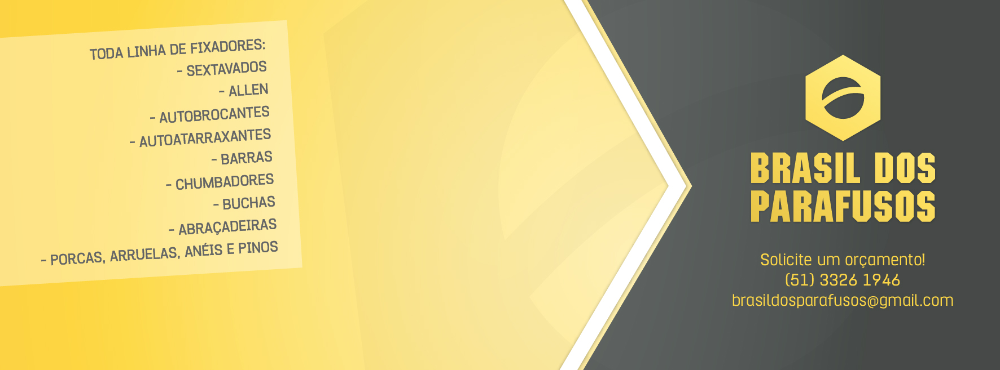 TODA LINHA DE FIXADORES:
- SEXTAVADOS
- ALLEN
- AUTOBROCANTES
- AUTOATARRAXANTES
- BARRAS
- CHUMBADORES
- BUCHAS
- ABRAÇADEIRAS
- PORCAS, ARRUELAS, ANÉIS E PINOS
BRASIL DOS
PARAFUSOS
Solicite um orçamento!
(51) 3326 1946
brasildosparafusos@gmail.com